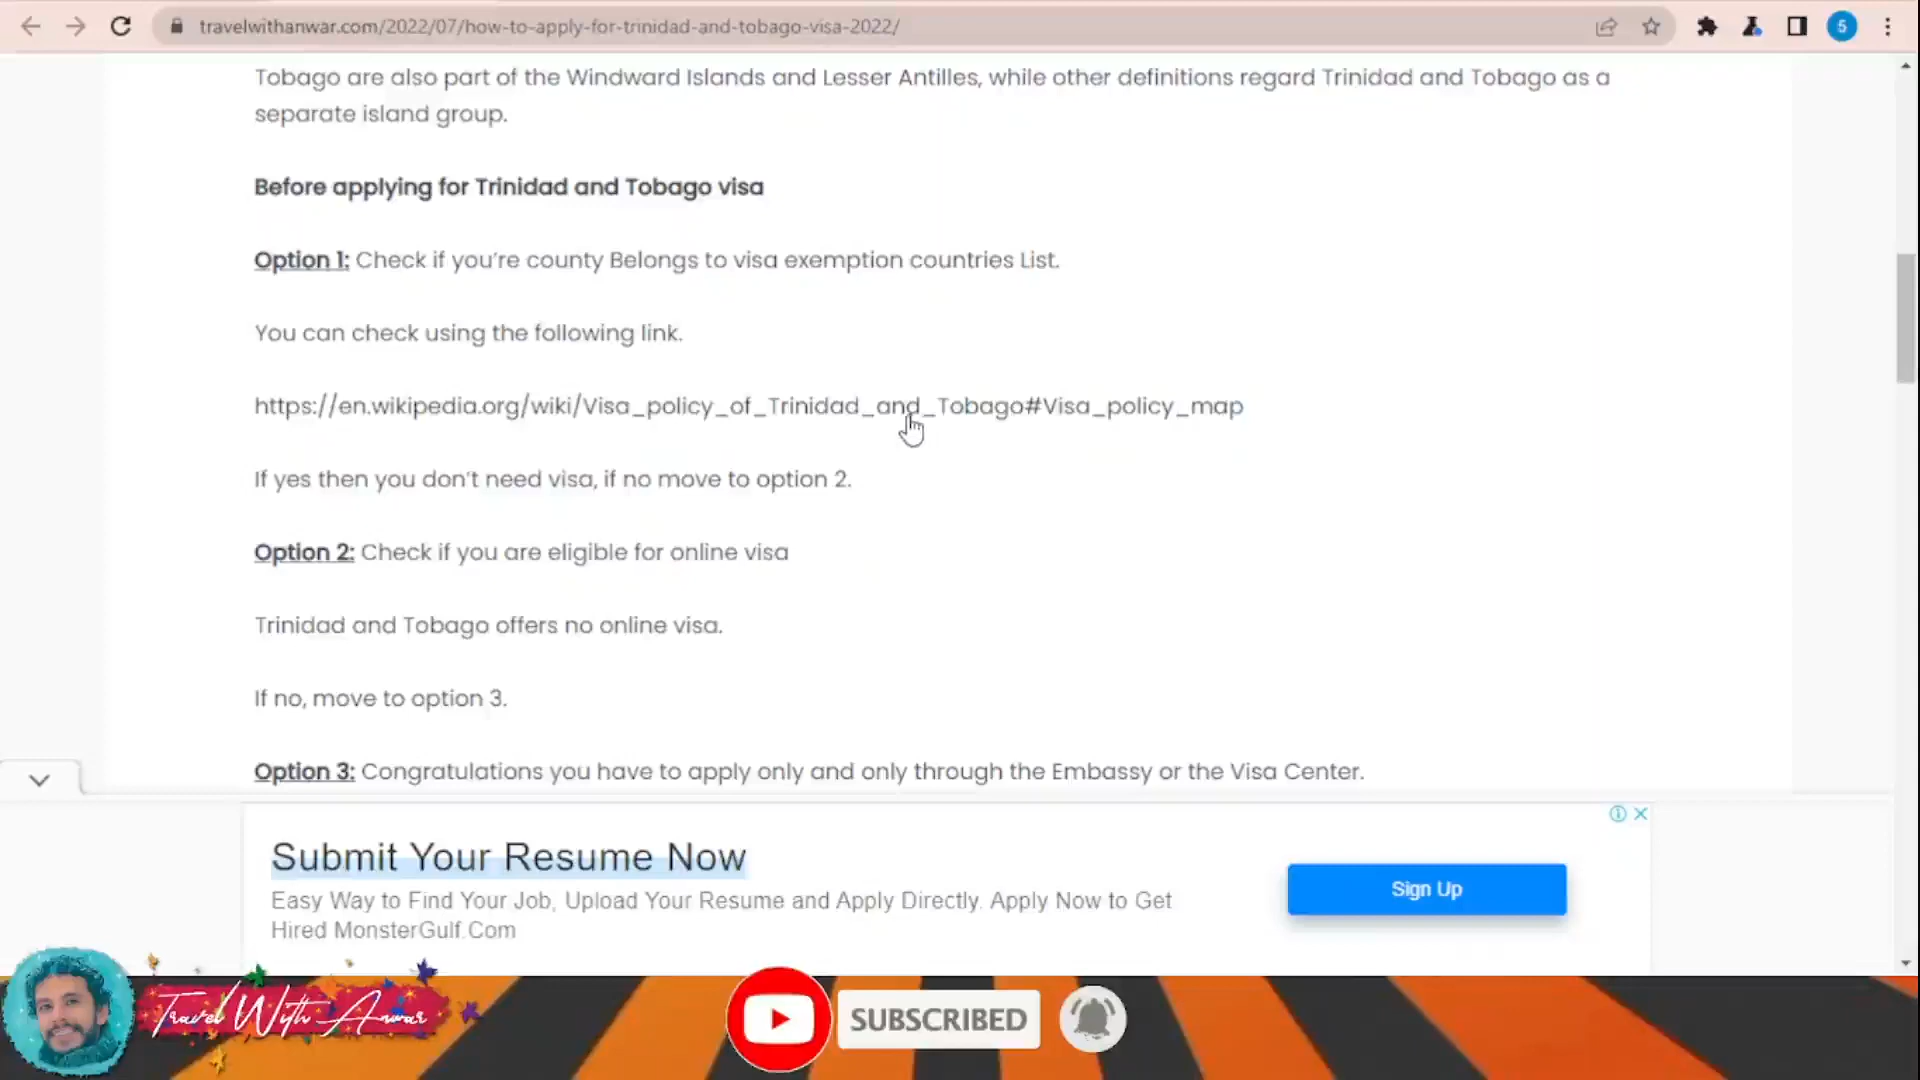 travelwithanwar.com/2022/07/how-to-apply-for-trinidad-and-tobago-visa-2022/
5
Tobago are also part of the Windward Islands and Lesser Antilles, while other definitions regard Trinidad and Tobago as a
separate island group.
Before applying for Trinidad and Tobago visa
Option 1: Check if you're county Belongs to visa exemption countries List.
You can check using the following link.
https://en.wikipedia.org/wiki/Visa_policy_of_Trinidad_and_Tobago#Visa_policy_map
If yes then you don't need visa, if no move to option 2.
Option 2: Check if you are eligible for online visa
Trinidad and Tobago offers no online visa.
If no, move to option 3.
Option 3: Congratulations you have to apply only and only through the Embassy or the Visa Center.
Submit Your Resume Now
Easy Way to Find Your Job, Upload Your Resume and Apply Directly. Apply Now to Get
Hired MonsterGulf.Com
Sign Up
Travel With Anwar
SUBSCRIBED